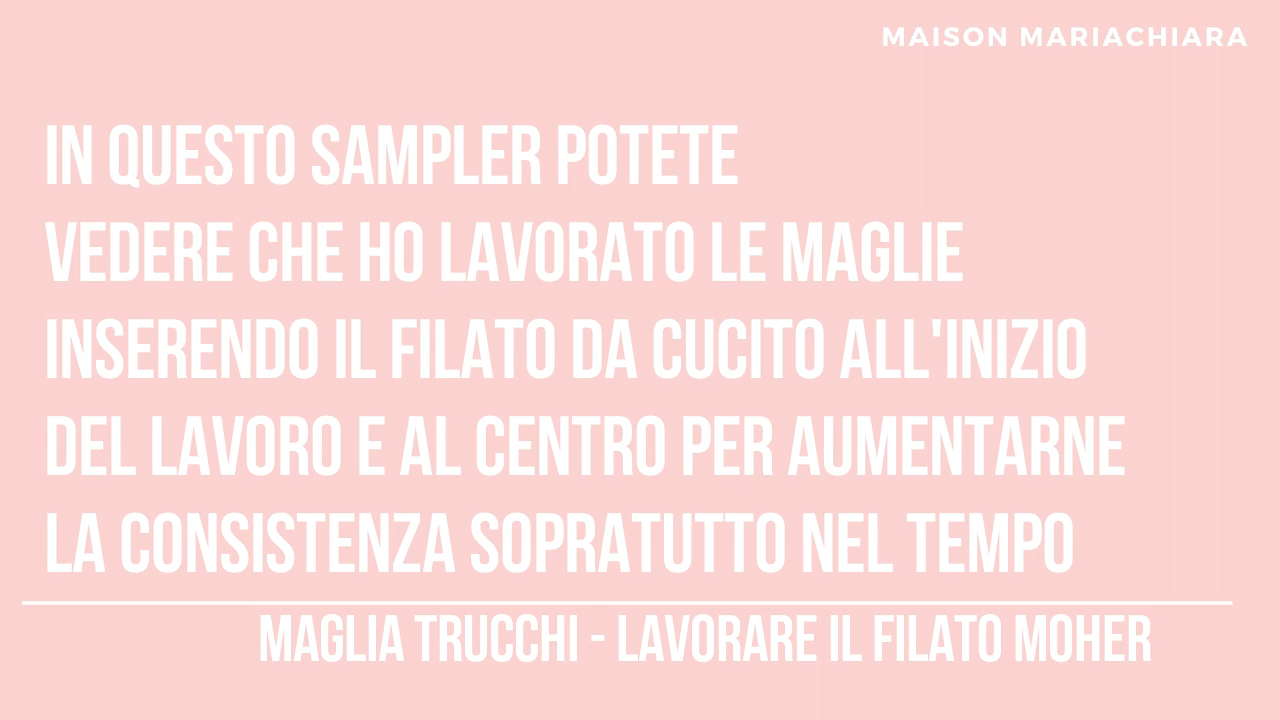 MAISON MARIACHIARA
IN QUESTO SAMPLER POTETE
VEDERE CHE HO LAVORATO LE MAGLIE
INSERENDO IL FILATO DA CUCITO ALL'INIZIO
DEL LAVORO E AL CENTRO PER AUMENTARNE
LA CONSISTENZA SOPRATUTTO NEL TEMPO
MAGLIA TRUCCHI - LAVORARE IL FILATO MOHER